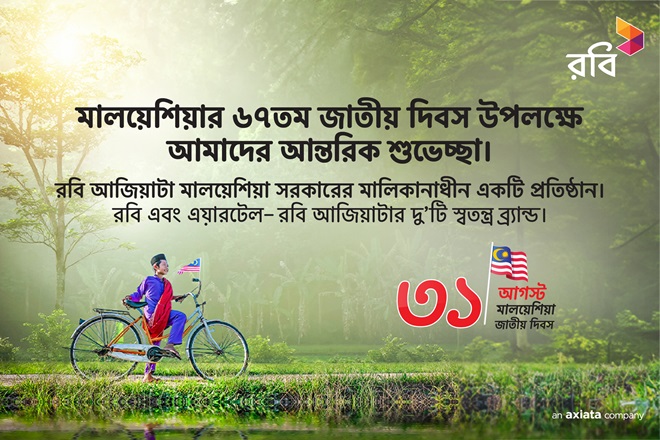 রবি
মালয়েশিয়ার ৬৭তম জাতীয় দিবস উপলক্ষে
আমাদের আন্তরিক শুভেচ্ছা।
রবি আজিয়াটা মালয়েশিয়া সরকারের মালিকানাধীন একটি প্রতিষ্ঠান।
রবি এবং এয়ারটেল– রবি আজিয়াটার দু’টি স্বতন্ত্র ব্র্যান্ড।
৩১
আগস্ট
মালয়েশিয়া
জাতীয় দিবস
an axiata company